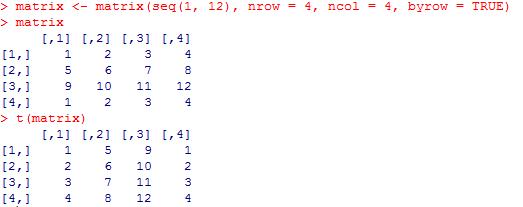 > matrix <- matrix(seq(1, 12), nrow = 4, ncol = 4, byrow = TRUE)
> matrix
     [,1] [,2] [,3] [,4]
[1,]    1    2    3    4
[2,]    5    6    7    8
[3,]    9   10   11   12
[4,]    1    2    3    4
> t(matrix)
     [,1] [,2] [,3] [,4]
[1,]    1    5    9    1
[2,]    2    6   10    2
[3,]    3    7   11    3
[4,]    4    8   12    4